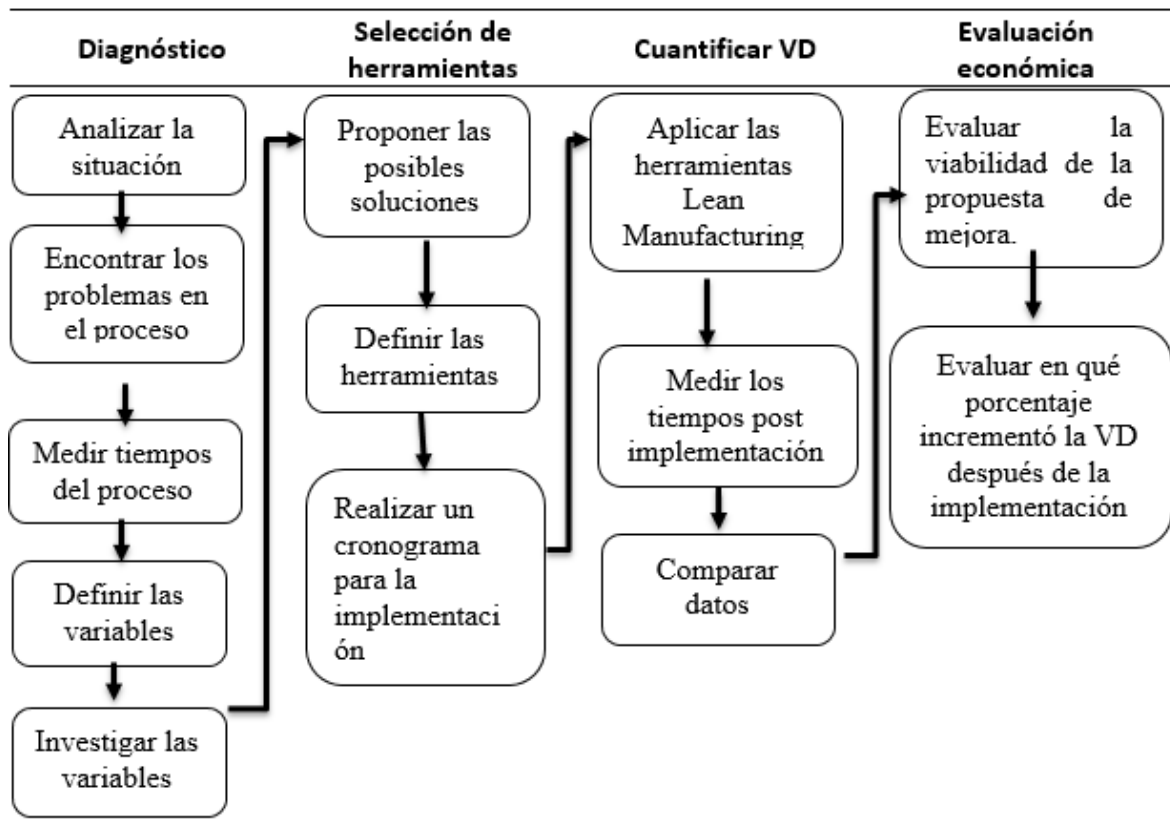 Diagnóstico
Selección de
herramientas
Cuantificar VD
Evaluación
económica
Analizar la
situación
Encontrar los
problemas en
el proceso
Medir tiempos
del proceso
Definir las
variables
Investigar las
variables
Proponer las
posibles
soluciones
Definir las
herramientas
Realizar un
cronograma
para la
implementaci
ón
Aplicar las
herramientas
Lean
Manufacturing
Medir los
tiempos post
implementación
Comparar
datos
Evaluar la
viabilidad de la
propuesta de
mejora.
Evaluar en qué
porcentaje
incrementó la VD
después de la
implementación